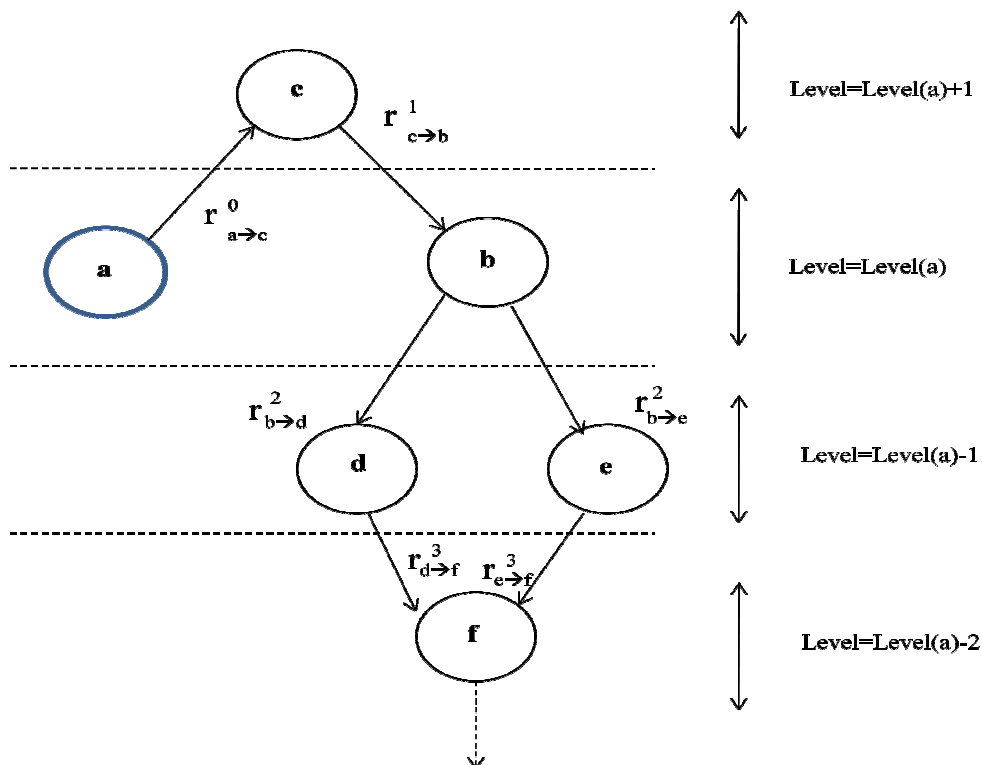 c
r 1 c→b
Level=Level(a)+1
r 0 a→c
a
b
Level=Level(a)
r 2 b→d
r 2 b→e
d
e
Level=Level(a)-1
r 3 d→f
r 3 e→f
f
Level=Level(a)-2